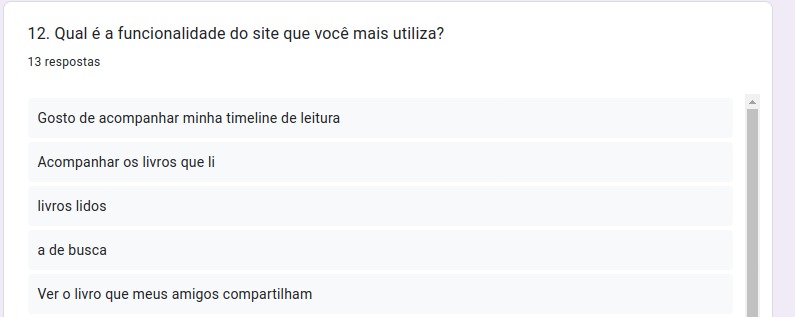 12. Qual é a funcionalidade do site que você mais utiliza?
13 respostas
Gosto de acompanhar minha timeline de leitura
Acompanhar os livros que li
livros lidos
a de busca
Ver o livro que meus amigos compartilham